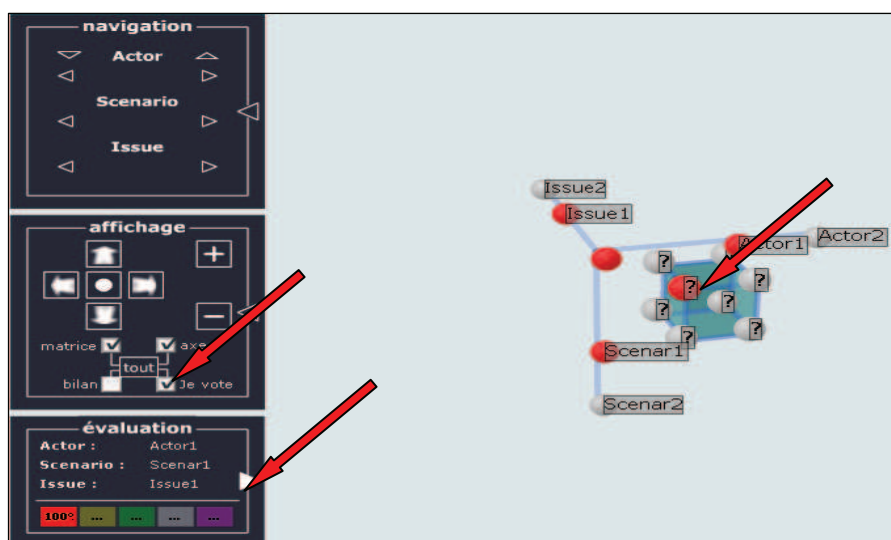 navigation
Actor
Scenario
Issue
affichage
+
−
matrice
axe
tout
bilan
Je vote
évaluation
Actor : Actor1
Scenario : Scenar1
Issue : Issue1
... ... ... ...
Issue2
Issue1
Actor1
Actor2
?
?
?
?
?
?
?
Scenar1
Scenar2